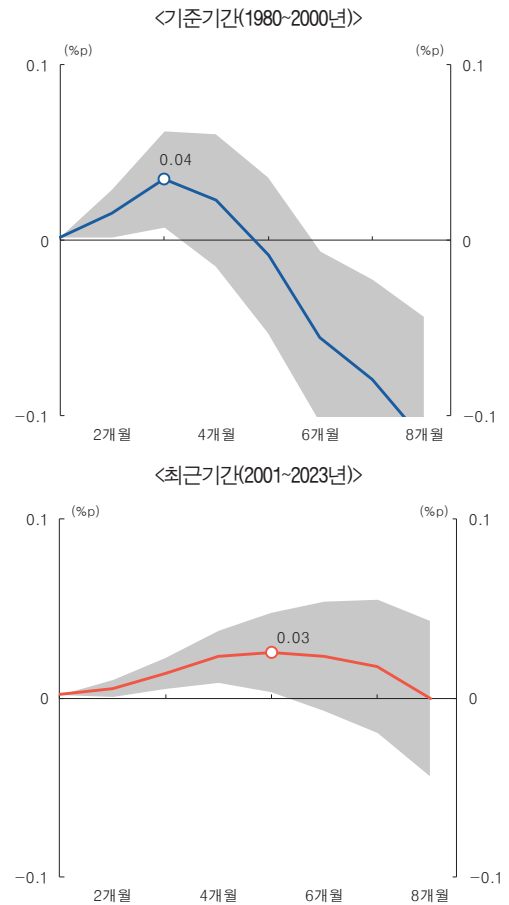 <기준기간(1980~2000년)>
(%p) (%p)
0.1 0.1
0.04
0 0
−0.1 −0.1
2개월 4개월 6개월 8개월
<최근기간(2001~2023년)>
(%p) (%p)
0.1 0.1
0.03
0 0
−0.1 −0.1
2개월 4개월 6개월 8개월